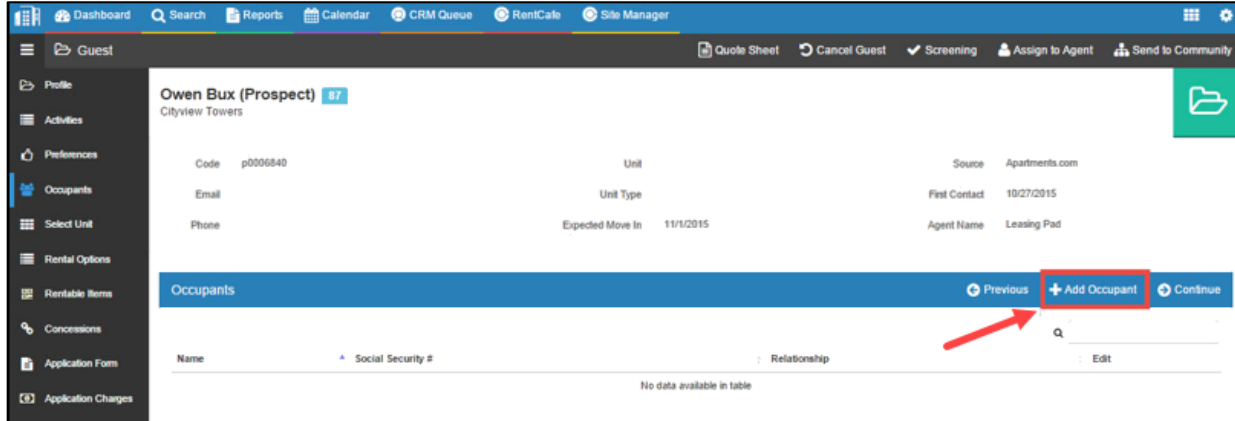 Dashboard Search Reports Calendar CRM Queue RentCafe Site Manager
Guest Quote Sheet Cancel Guest Screening Assign to Agent Send to Community
Profile
Activities
Preferences
Occupants
Select Unit
Rental Options
Rentable Items
Concessions
Application Form
Application Charges
Owen Bux (Prospect) 87
Cityview Towers
Code p0006840 Unit Source Apartments.com
Email Unit Type First Contact 10/27/2015
Phone Expected Move In 11/1/2015 Agent Name Leasing Pad
Occupants Previous Add Occupant Continue
Name Social Security # Relationship Edit
No data available in table